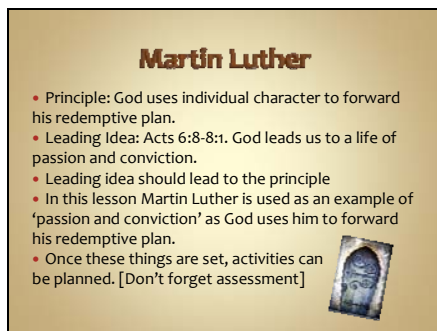 Martin Luther
• Principle: God uses individual character to forward
his redemptive plan.
• Leading Idea: Acts 6:8-8:1. God leads us to a life of
passion and conviction.
• Leading idea should lead to the principle
• In this lesson Martin Luther is used as an example of
‘passion and conviction’ as God uses him to forward
his redemptive plan.
• Once these things are set, activities can
be planned. [Don’t forget assessment]